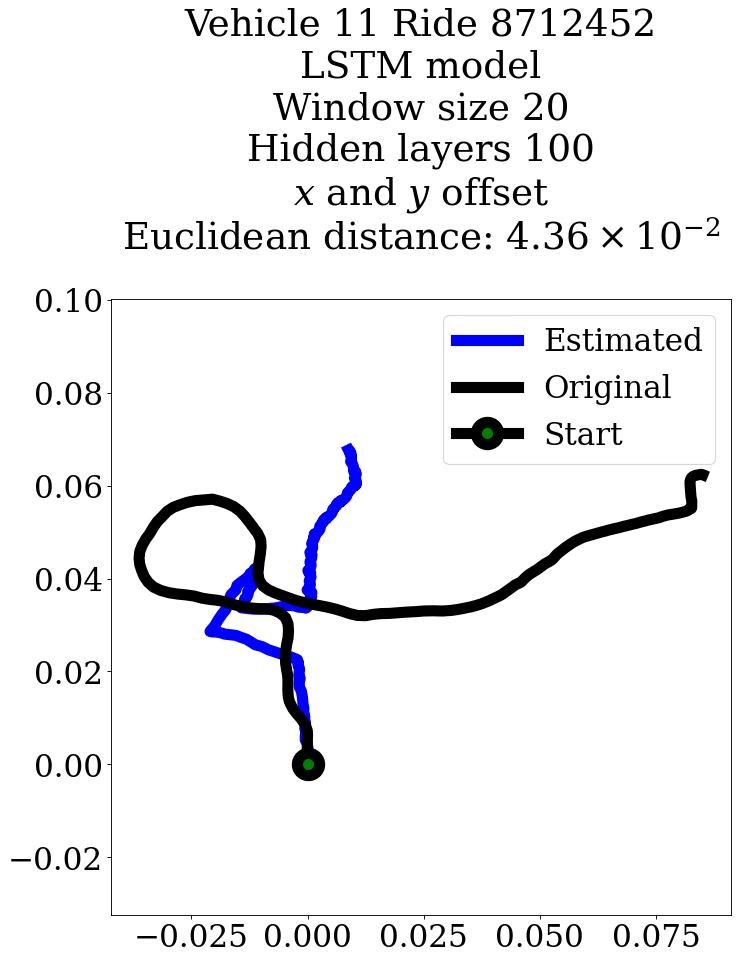 Vehicle 11 Ride 8712452
LSTM model
Window size 20
Hidden layers 100
x and y offset
Euclidean distance: 4.36 × 10⁻²
Estimated
Original
Start
0.10
0.08
0.06
0.04
0.02
0.00
−0.02
−0.025 0.000 0.025 0.050 0.075